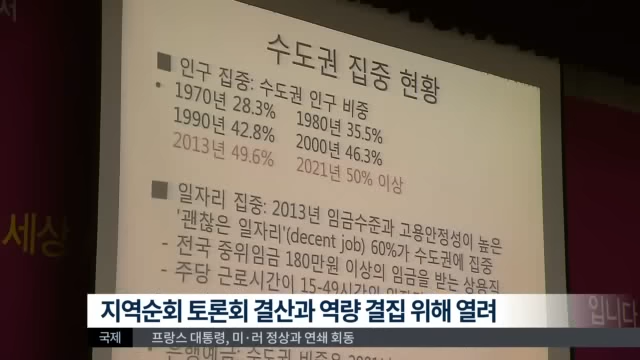 서
수도권 집중 현황
■ 인구 집중: 수도권 인구 비중
• 1970년 28.3% 1980년 35.5%
1990년 42.8% 2000년 46.3%
2013년 49.6% 2021년 50% 이상
■ 일자리 집중: 2013년 임금수준과 고용안정성이 높은
'괜찮은 일자리'(decent job) 60%가 수도권에 집중
- 전국 중위임금 180만원 이상의 임금을 받는 상용직
- 주당 근로시간이 15-49시간의
세상
지역순회 토론회 결산과 역량 결집 위해 열려
입니다
국제 프랑스 대통령, 미·러 정상과 연쇄 회동